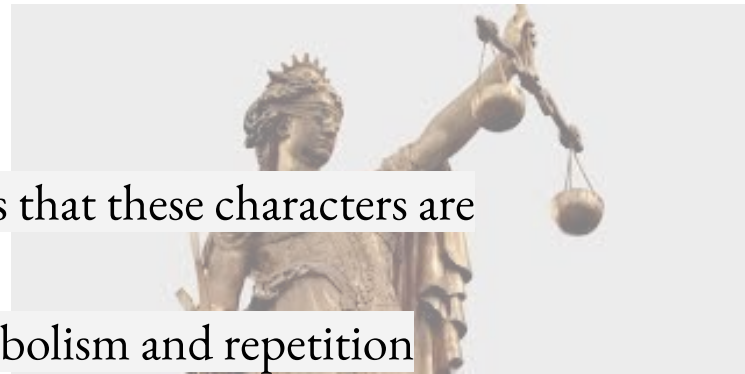 s that these characters are
bolism and repetition